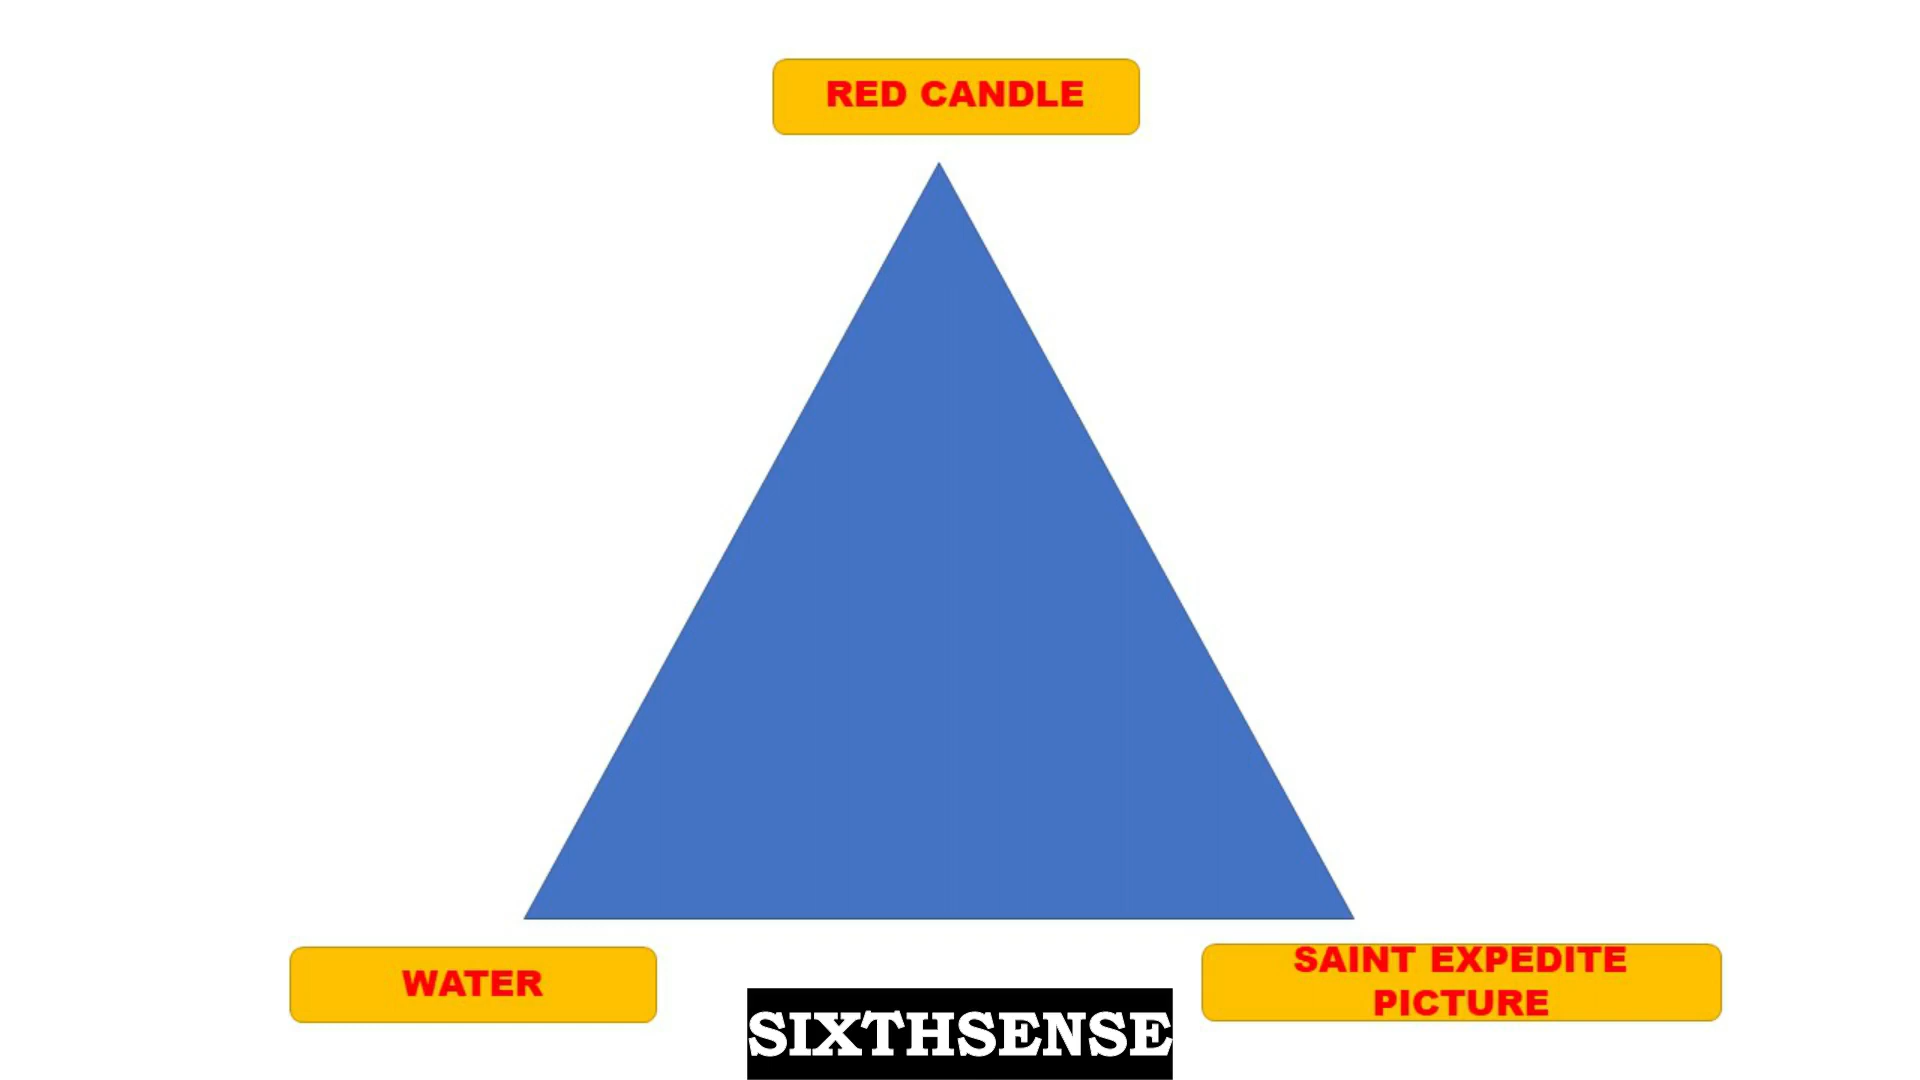 RED CANDLE
WATER
SAINT EXPEDITE
PICTURE
SIXTHSENSE